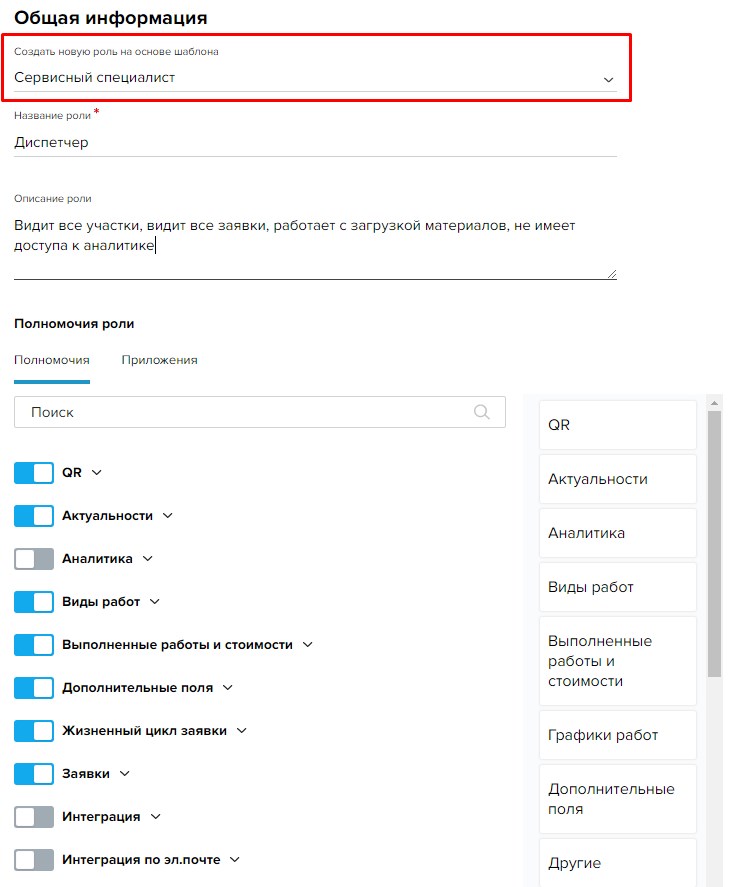 Общая информация
Создать новую роль на основе шаблона
Сервисный специалист
Название роли *
Диспетчер
Описание роли
Видит все участки, видит все заявки, работает с загрузкой материалов, не имеет
доступа к аналитике
Полномочия роли
Полномочия Приложения
Поиск
QR
Актуальности
Аналитика
Виды работ
Выполненные работы и стоимости
Дополнительные поля
Жизненный цикл заявки
Заявки
Интеграция
Интеграция по эл.почте
QR
Актуальности
Аналитика
Виды работ
Выполненные
работы и
стоимости
Графики работ
Дополнительные
поля
Другие